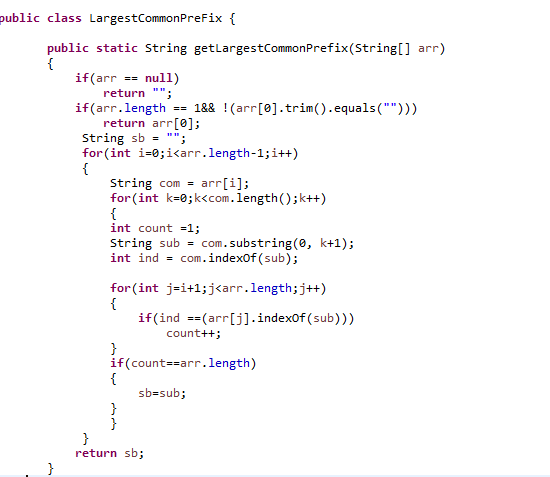 public class LargestCommonPreFix {
public static String getLargestCommonPrefix(String[] arr)
{
if(arr == null)
return "";
if(arr.length == 1&& !(arr[0].trim().equals("")))
return arr[0];
String sb = "";
for(int i=0;i<arr.length-1;i++)
{
String com = arr[i];
for(int k=0;k<com.length();k++)
{
int count =1;
String sub = com.substring(0, k+1);
int ind = com.indexOf(sub);
for(int j=i+1;j<arr.length;j++)
{
if(ind ==(arr[j].indexOf(sub)))
count++;
}
if(count==arr.length)
{
sb=sub;
}
}
}
return sb;
}